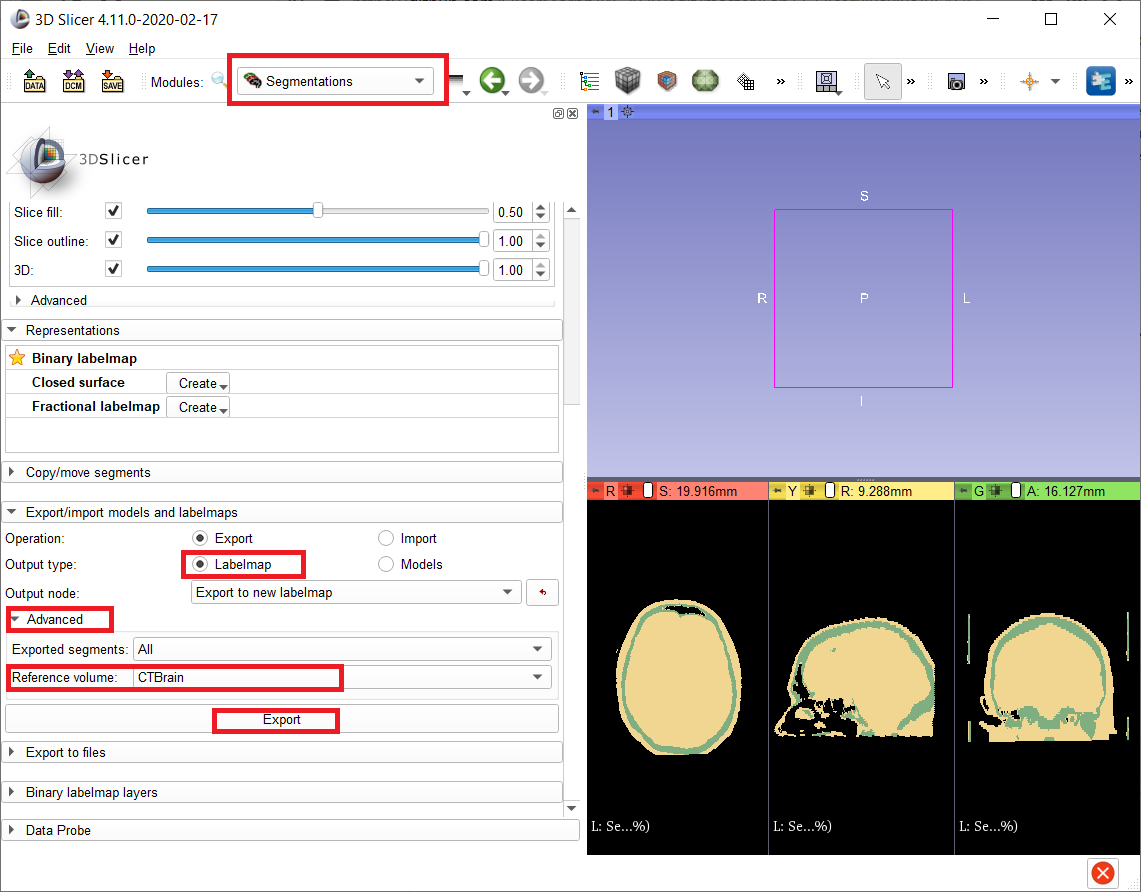 3D Slicer 4.11.0-2020-02-17
File Edit View Help
DATA DCM SAVE Modules: Segmentations
1
3DSlicer
Slice fill: 0.50
Slice outline: 1.00
3D: 1.00
Advanced
Representations
Binary labelmap
Closed surface Create
Fractional labelmap Create
Copy/move segments
Export/import models and labelmaps
Operation: Export Import
Output type: Labelmap Models
Output node: Export to new labelmap
Advanced
Exported segments: All
Reference volume: CTBrain
Export
Export to files
Binary labelmap layers
Data Probe
S
R P L
I
R S: 19.916mm
Y R: 9.288mm
G A: 16.127mm
L: Se...%)
L: Se...%)
L: Se...%)